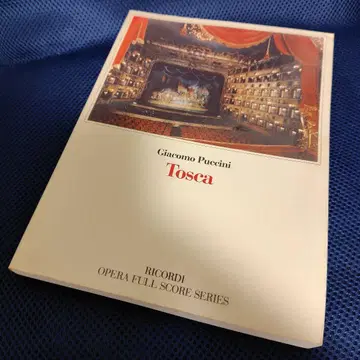 Giacomo Puccini
Tosca
RICORDI
OPERA FULL SCORE SERIES